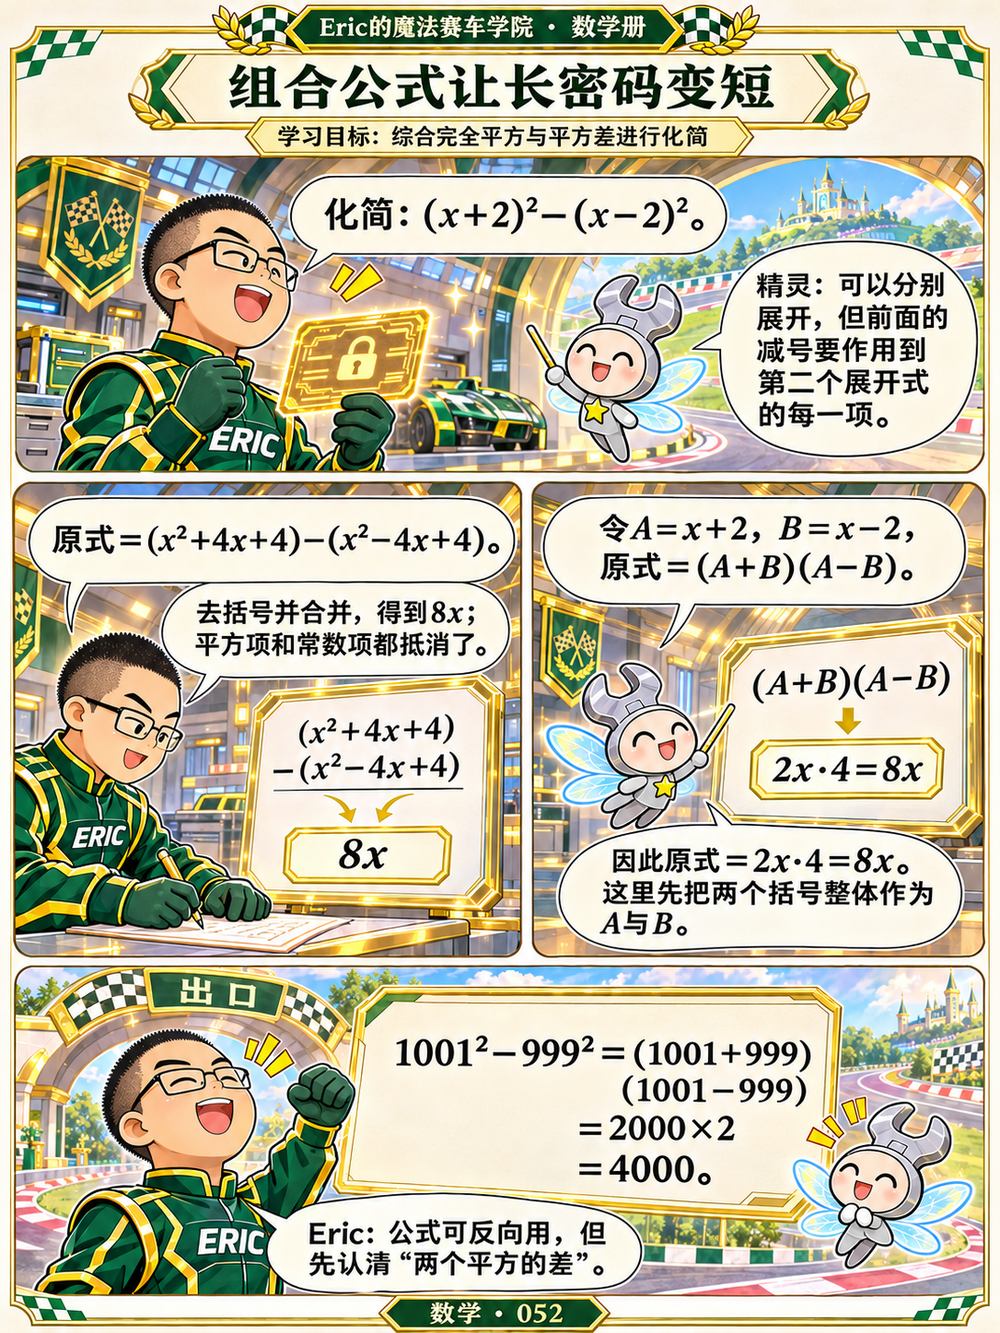 Eric的魔法赛车学院 · 数学册
组合公式让长密码变短
学习目标：综合完全平方与平方差进行化简
化简：(x+2)²−(x−2)²。
精灵：可以分别
展开，但前面的
减号要作用到
第二个展开式
的每一项。
ERIC
原式=(x²+4x+4)−(x²−4x+4)。
去括号并合并，得到8x；
平方项和常数项都抵消了。
(x²+4x+4)
−(x²−4x+4)
8x
ERIC
令A=x+2，B=x−2，
原式=(A+B)(A−B)。
(A+B)(A−B)
2x·4=8x
因此原式=2x·4=8x。
这里先把两个括号整体作为
A与B。
出口
1001²−999²=(1001+999)
(1001−999)
=2000×2
=4000。
ERIC
Eric：公式可反向用，但
先认清“两个平方的差”。
数学 · 052